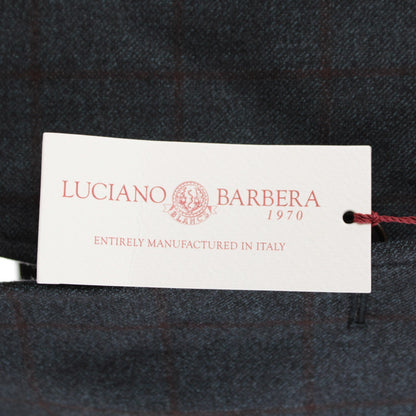 LUCIANO BARBERA
1970
ENTIRELY MANUFACTURED IN ITALY